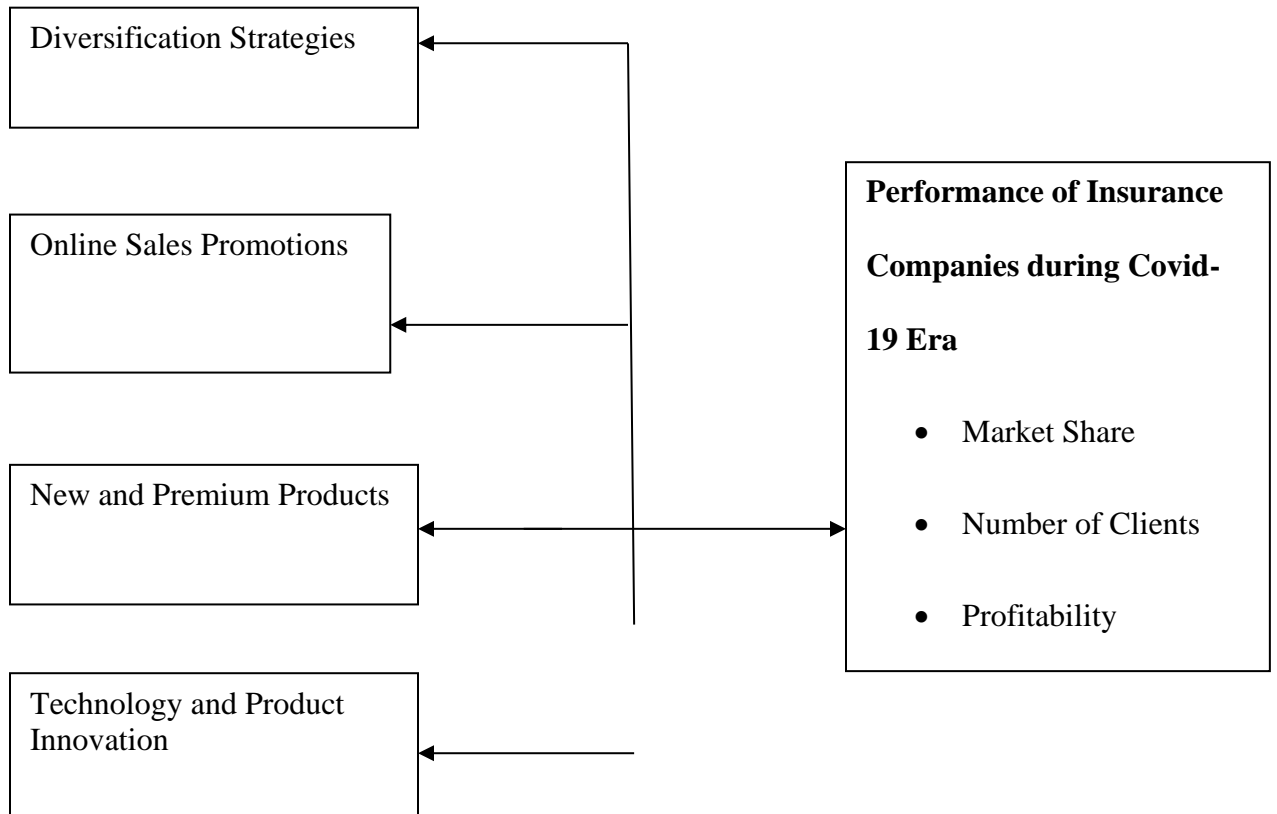 Diversification Strategies
Online Sales Promotions
New and Premium Products
Technology and Product
Innovation
Performance of Insurance
Companies during Covid-
19 Era
• Market Share
• Number of Clients
• Profitability